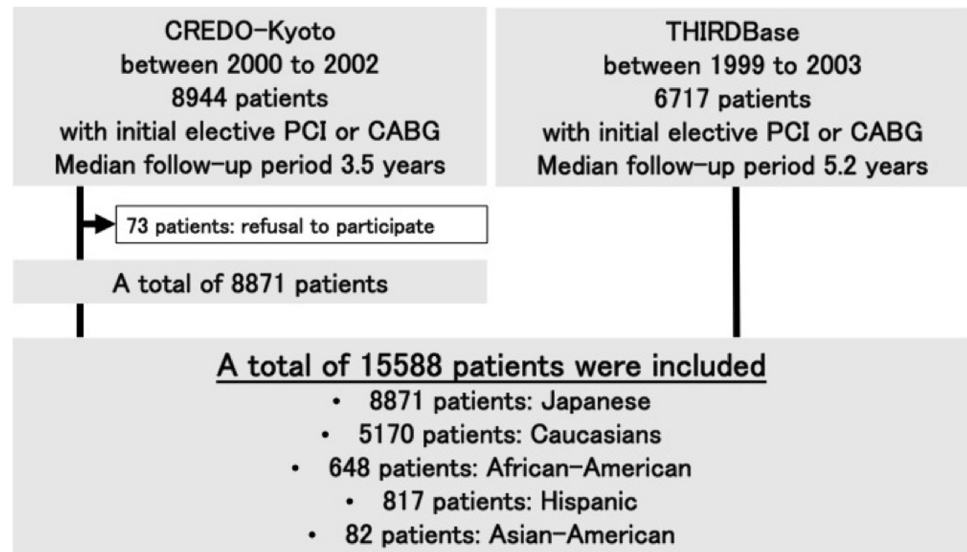 CREDO-Kyoto
between 2000 to 2002
8944 patients
with initial elective PCI or CABG
Median follow-up period 3.5 years
THIRDBase
between 1999 to 2003
6717 patients
with initial elective PCI or CABG
Median follow-up period 5.2 years
73 patients: refusal to participate
A total of 8871 patients
A total of 15588 patients were included
• 8871 patients: Japanese
• 5170 patients: Caucasians
• 648 patients: African-American
• 817 patients: Hispanic
• 82 patients: Asian-American